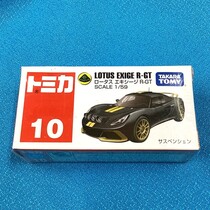 トミカ
10
LOTUS EXIGE R-GT
ロータス エキシージ R-GT
SCALE 1/59
TAKARA TOMY
サスペンション